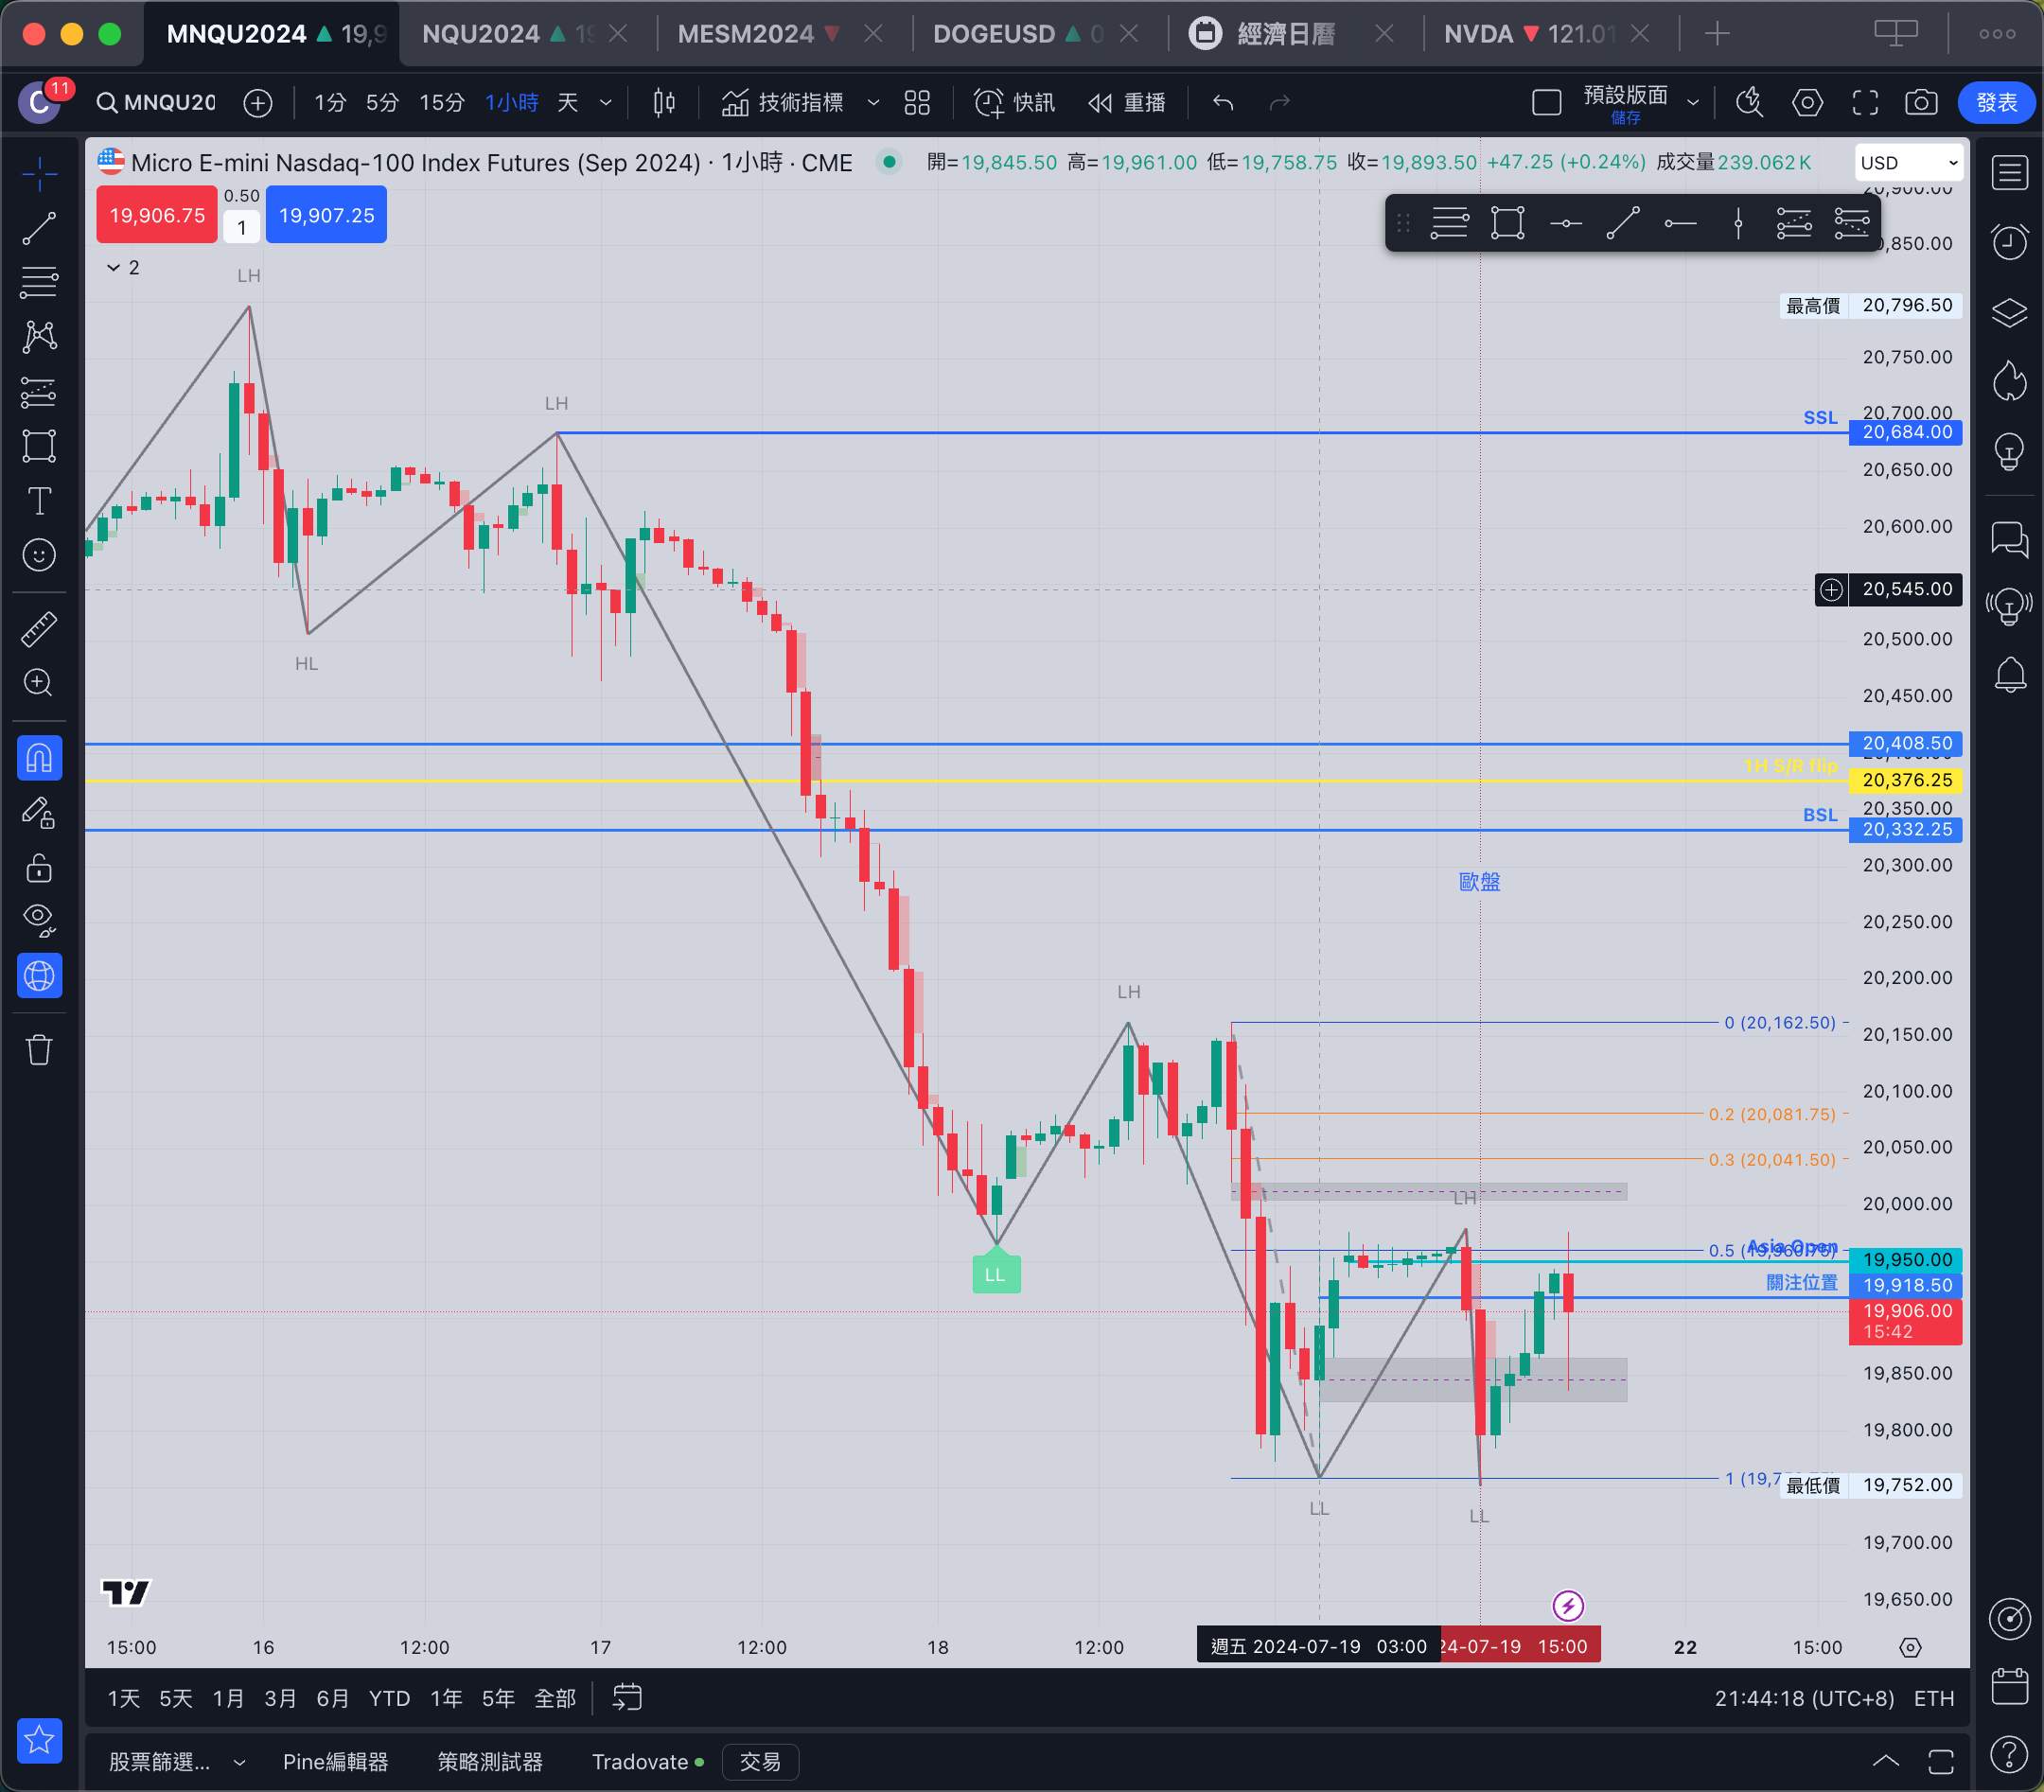 MNQU2024 ▲ 19,9
NQU2024 ▲ 19
MESM2024 ▼
DOGEUSD ▲ 0
經濟日曆
NVDA ▼ 121.01
C 11
MNQU20
1分 5分 15分 1小時 天
技術指標
快訊
重播
預設版面
儲存
發表
Micro E-mini Nasdaq-100 Index Futures (Sep 2024) · 1小時 · CME
開=19,845.50 高=19,961.00 低=19,758.75 收=19,893.50 +47.25 (+0.24%) 成交量239.062K
USD
19,906.75
0.50
1
19,907.25
2
20,900.00
20,850.00
LH
最高價 20,796.50
20,750.00
LH
20,700.00
SSL
20,684.00
20,650.00
20,600.00
20,545.00
20,500.00
HL
20,450.00
20,408.50
1H S/R flip
20,376.25
20,350.00
BSL
20,332.25
20,300.00
歐盤
20,250.00
20,200.00
LH
0 (20,162.50)
20,150.00
0.2 (20,081.75)
20,100.00
20,050.00
0.3 (20,041.50)
LH
20,000.00
0.5 (19,960.75)
Asia Open
19,950.00
LL
關注位置
19,918.50
19,906.00
15:42
19,850.00
19,800.00
1 (19,7
最低價 19,752.00
LL
LL
19,700.00
19,650.00
15:00 16 12:00 17 12:00 18 12:00
週五 2024-07-19 03:00
24-07-19 15:00
22 15:00
1天 5天 1月 3月 6月 YTD 1年 5年 全部
21:44:18 (UTC+8) ETH
股票篩選... Pine編輯器 策略測試器 Tradovate 交易